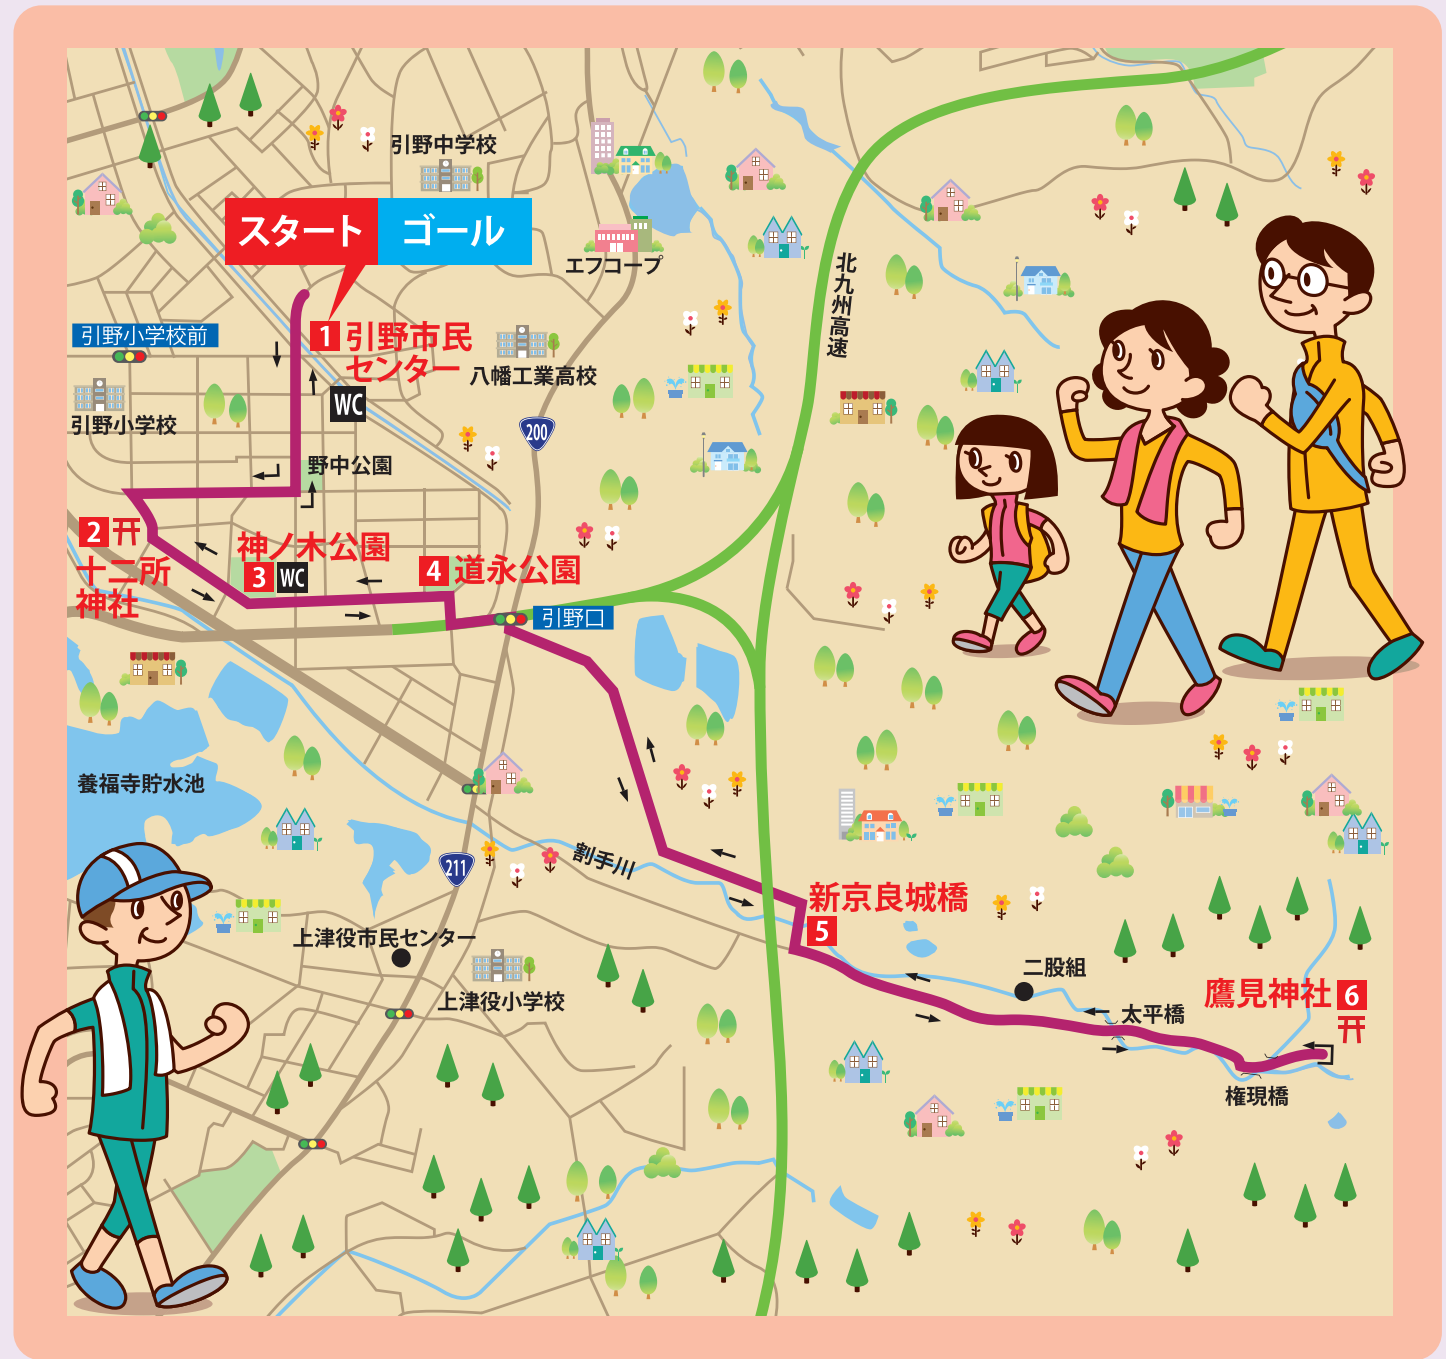 引野中学校
スタート
ゴール
エフコープ
北九州高速
引野小学校前
1
引野市民
センター
八幡工業高校
WC
引野小学校
200
野中公園
2
十二所
神社
神ノ木公園
3
WC
4
道永公園
引野口
養福寺貯水池
割手川
211
新京良城橋
5
上津役市民センター
二股組
鷹見神社
6
上津役小学校
太平橋
権現橋